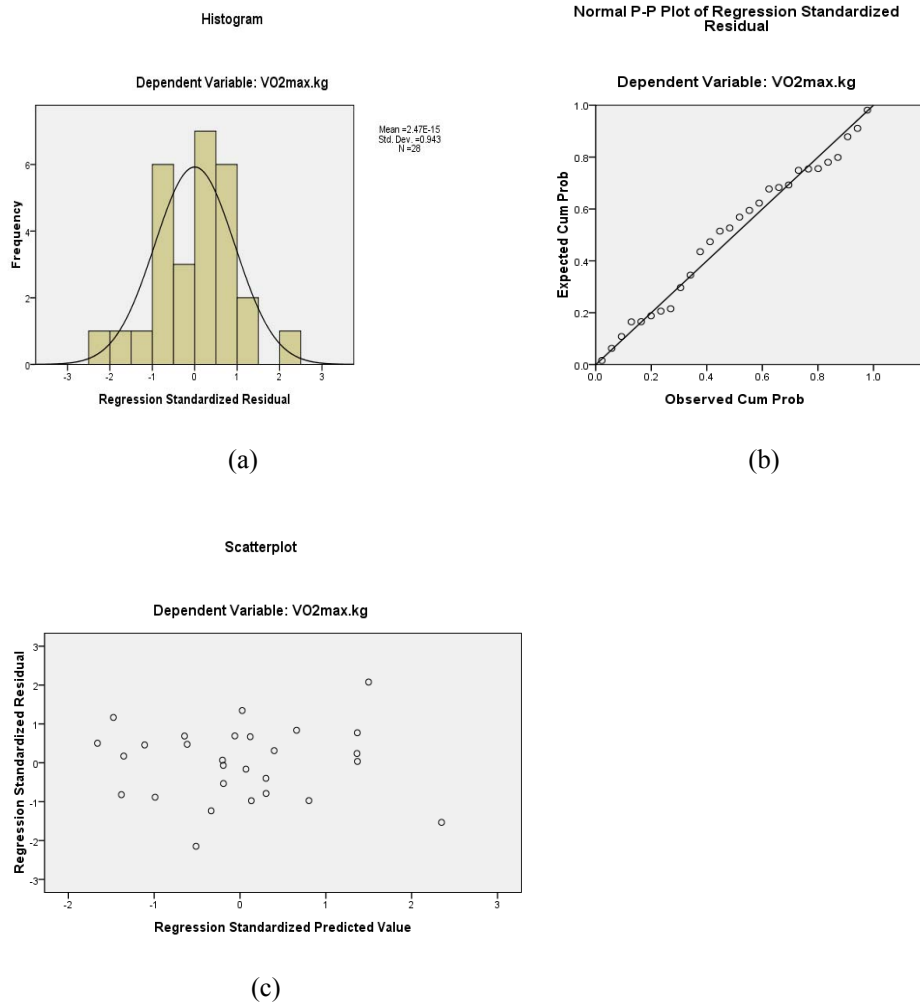 Histogram
Dependent Variable: VO2max.kg
Mean =2.47E-15
Std. Dev. =0.943
N =28
Frequency
6
4
2
0
-3 -2 -1 0 1 2 3
Regression Standardized Residual
(a)
Normal P-P Plot of Regression Standardized
Residual
Dependent Variable: VO2max.kg
Expected Cum Prob
1.0
0.8
0.6
0.4
0.2
0.0
0.0 0.2 0.4 0.6 0.8 1.0
Observed Cum Prob
(b)
Scatterplot
Dependent Variable: VO2max.kg
Regression Standardized Residual
3
2
1
0
-1
-2
-3
-2 -1 0 1 2 3
Regression Standardized Predicted Value
(c)